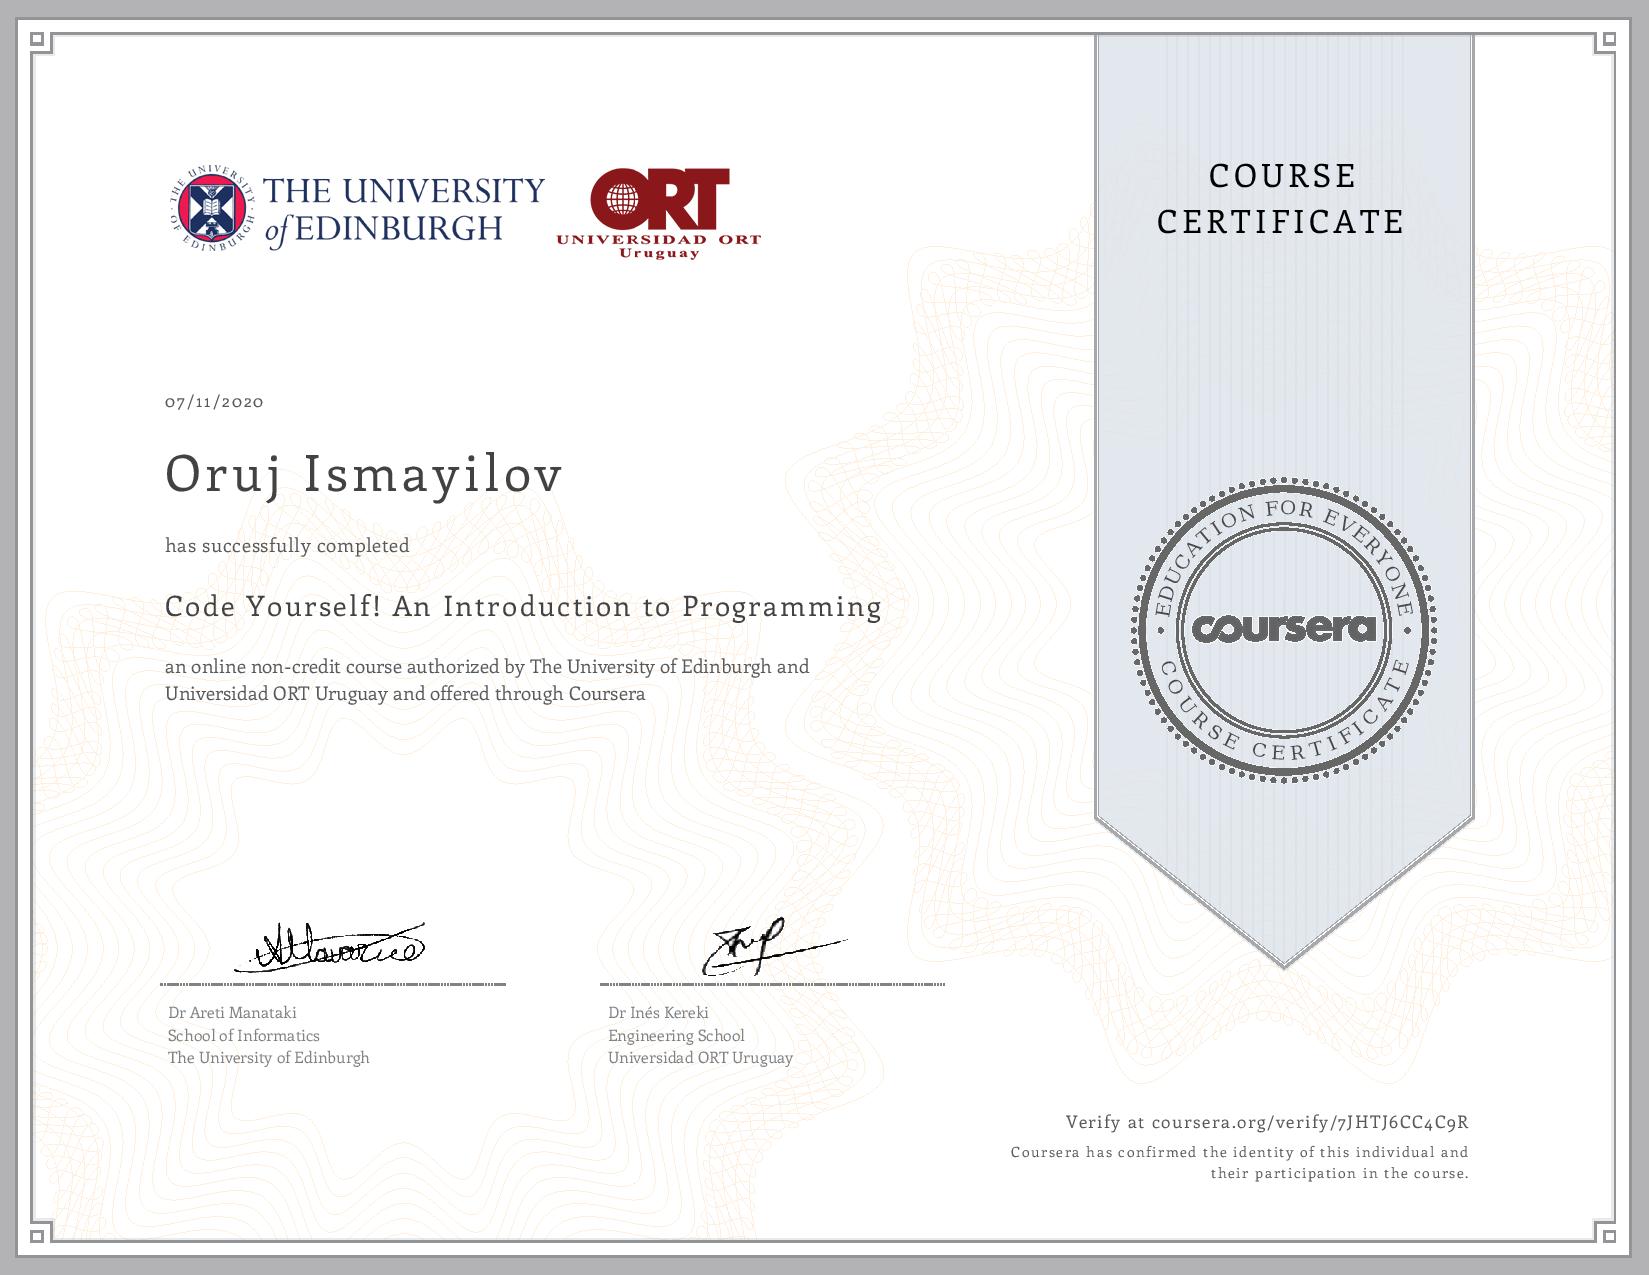 THE UNIVERSITY OF EDINBURGH
THE UNIVERSITY
of EDINBURGH
ORT
UNIVERSIDAD ORT
Uruguay
COURSE
CERTIFICATE
07/11/2020
Oruj Ismayilov
has successfully completed
Code Yourself! An Introduction to Programming
an online non-credit course authorized by The University of Edinburgh and
Universidad ORT Uruguay and offered through Coursera
EDUCATION FOR EVERYONE
coursera
COURSE CERTIFICATE
Dr Areti Manataki
School of Informatics
The University of Edinburgh
Dr Inés Kereki
Engineering School
Universidad ORT Uruguay
Verify at coursera.org/verify/7JHTJ6CC4C9R
Coursera has confirmed the identity of this individual and
their participation in the course.